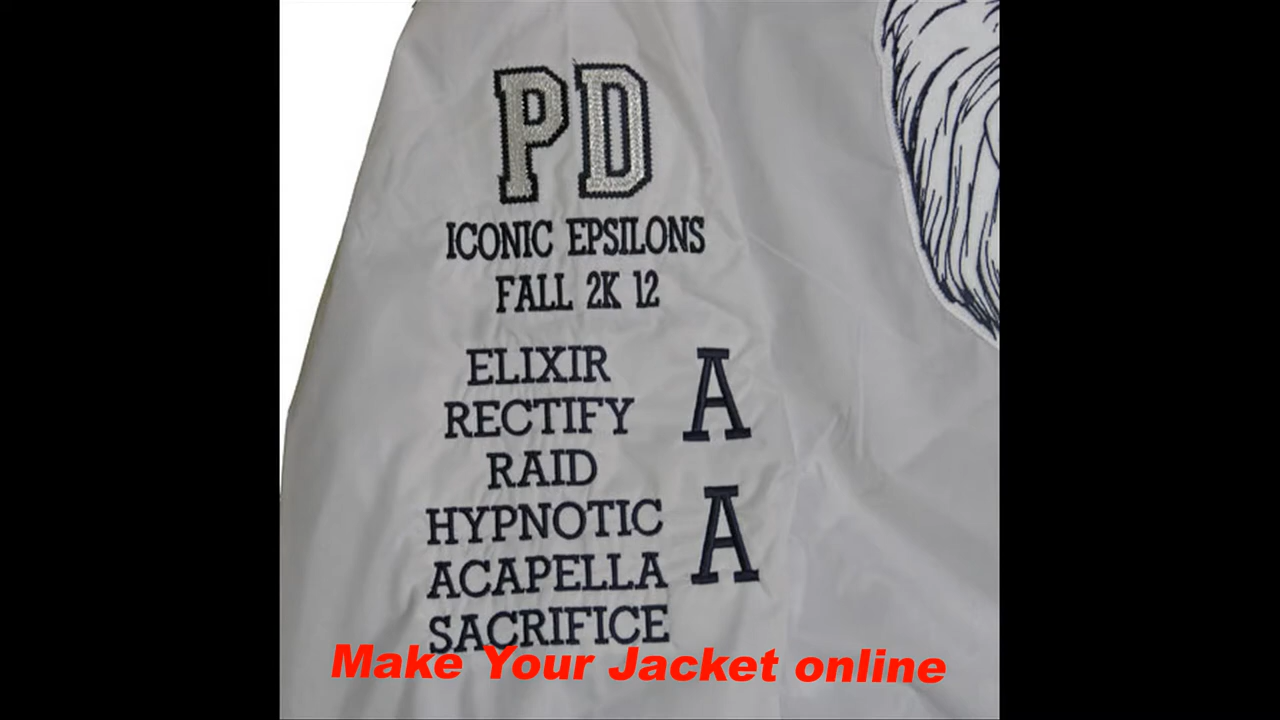 PD
ICONIC EPSILONS
FALL 2K 12
ELIXIR
RECTIFY
RAID
HYPNOTIC
ACAPELLA
SACRIFICE
A
A
Make Your Jacket online